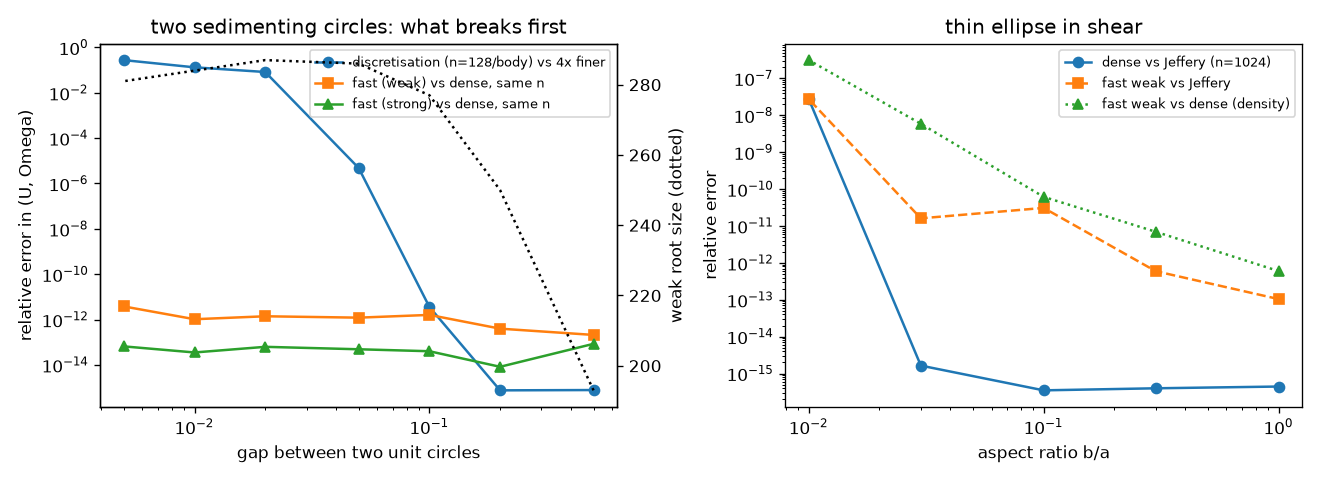 two sedimenting circles: what breaks first
relative error in (U, Omega)
10⁰
10⁻²
10⁻⁴
10⁻⁶
10⁻⁸
10⁻¹⁰
10⁻¹²
10⁻¹⁴
discretisation (n=128/body) vs 4x finer
fast (weak) vs dense, same n
fast (strong) vs dense, same n
280
260
240
220
200
weak root size (dotted)
10⁻²
10⁻¹
gap between two unit circles
thin ellipse in shear
relative error
10⁻⁷
10⁻⁸
10⁻⁹
10⁻¹⁰
10⁻¹¹
10⁻¹²
10⁻¹³
10⁻¹⁴
10⁻¹⁵
dense vs Jeffery (n=1024)
fast weak vs Jeffery
fast weak vs dense (density)
10⁻²
10⁻¹
10⁰
aspect ratio b/a